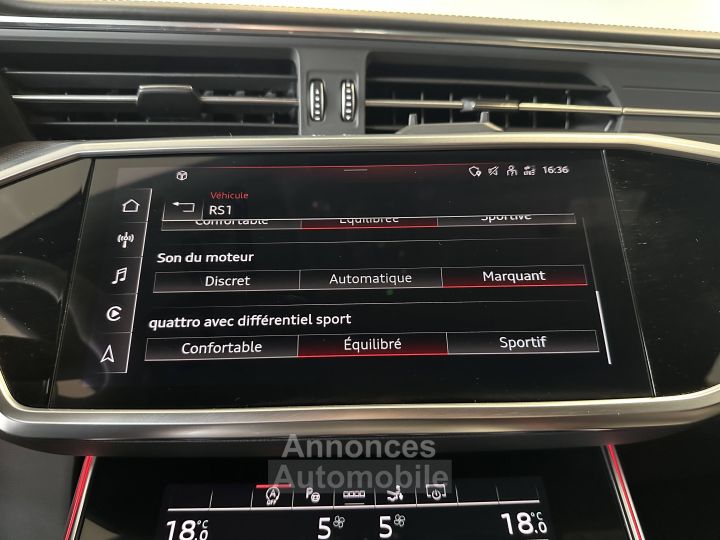 16:36
Véhicule
RS1
Confortable Équilibrée Sportive
Son du moteur
Discret Automatique Marquant
quattro avec différentiel sport
Confortable Équilibré Sportif
Annonces
Automobile
OFF
18.0°C 5 5 18.0°C